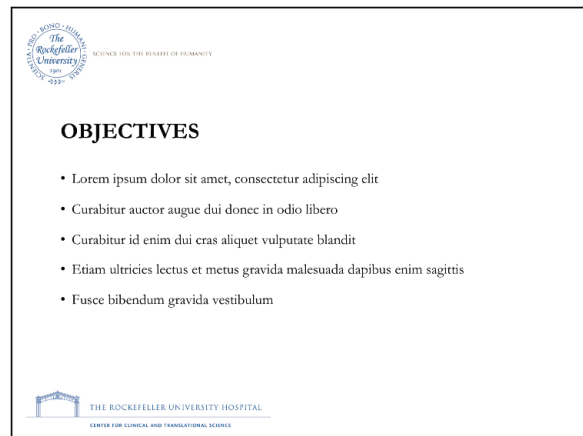 SCIENTIA · PRO · BONO · HUMANI · GENERIS
The
Rockefeller
University
1901
SCIENCE FOR THE BENEFIT OF HUMANITY
OBJECTIVES
• Lorem ipsum dolor sit amet, consectetur adipiscing elit
• Curabitur auctor augue dui donec in odio libero
• Curabitur id enim dui cras aliquet vulputate blandit
• Etiam ultricies lectus et metus gravida malesuada dapibus enim sagittis
• Fusce bibendum gravida vestibulum
THE ROCKEFELLER UNIVERSITY HOSPITAL
CENTER FOR CLINICAL AND TRANSLATIONAL SCIENCE